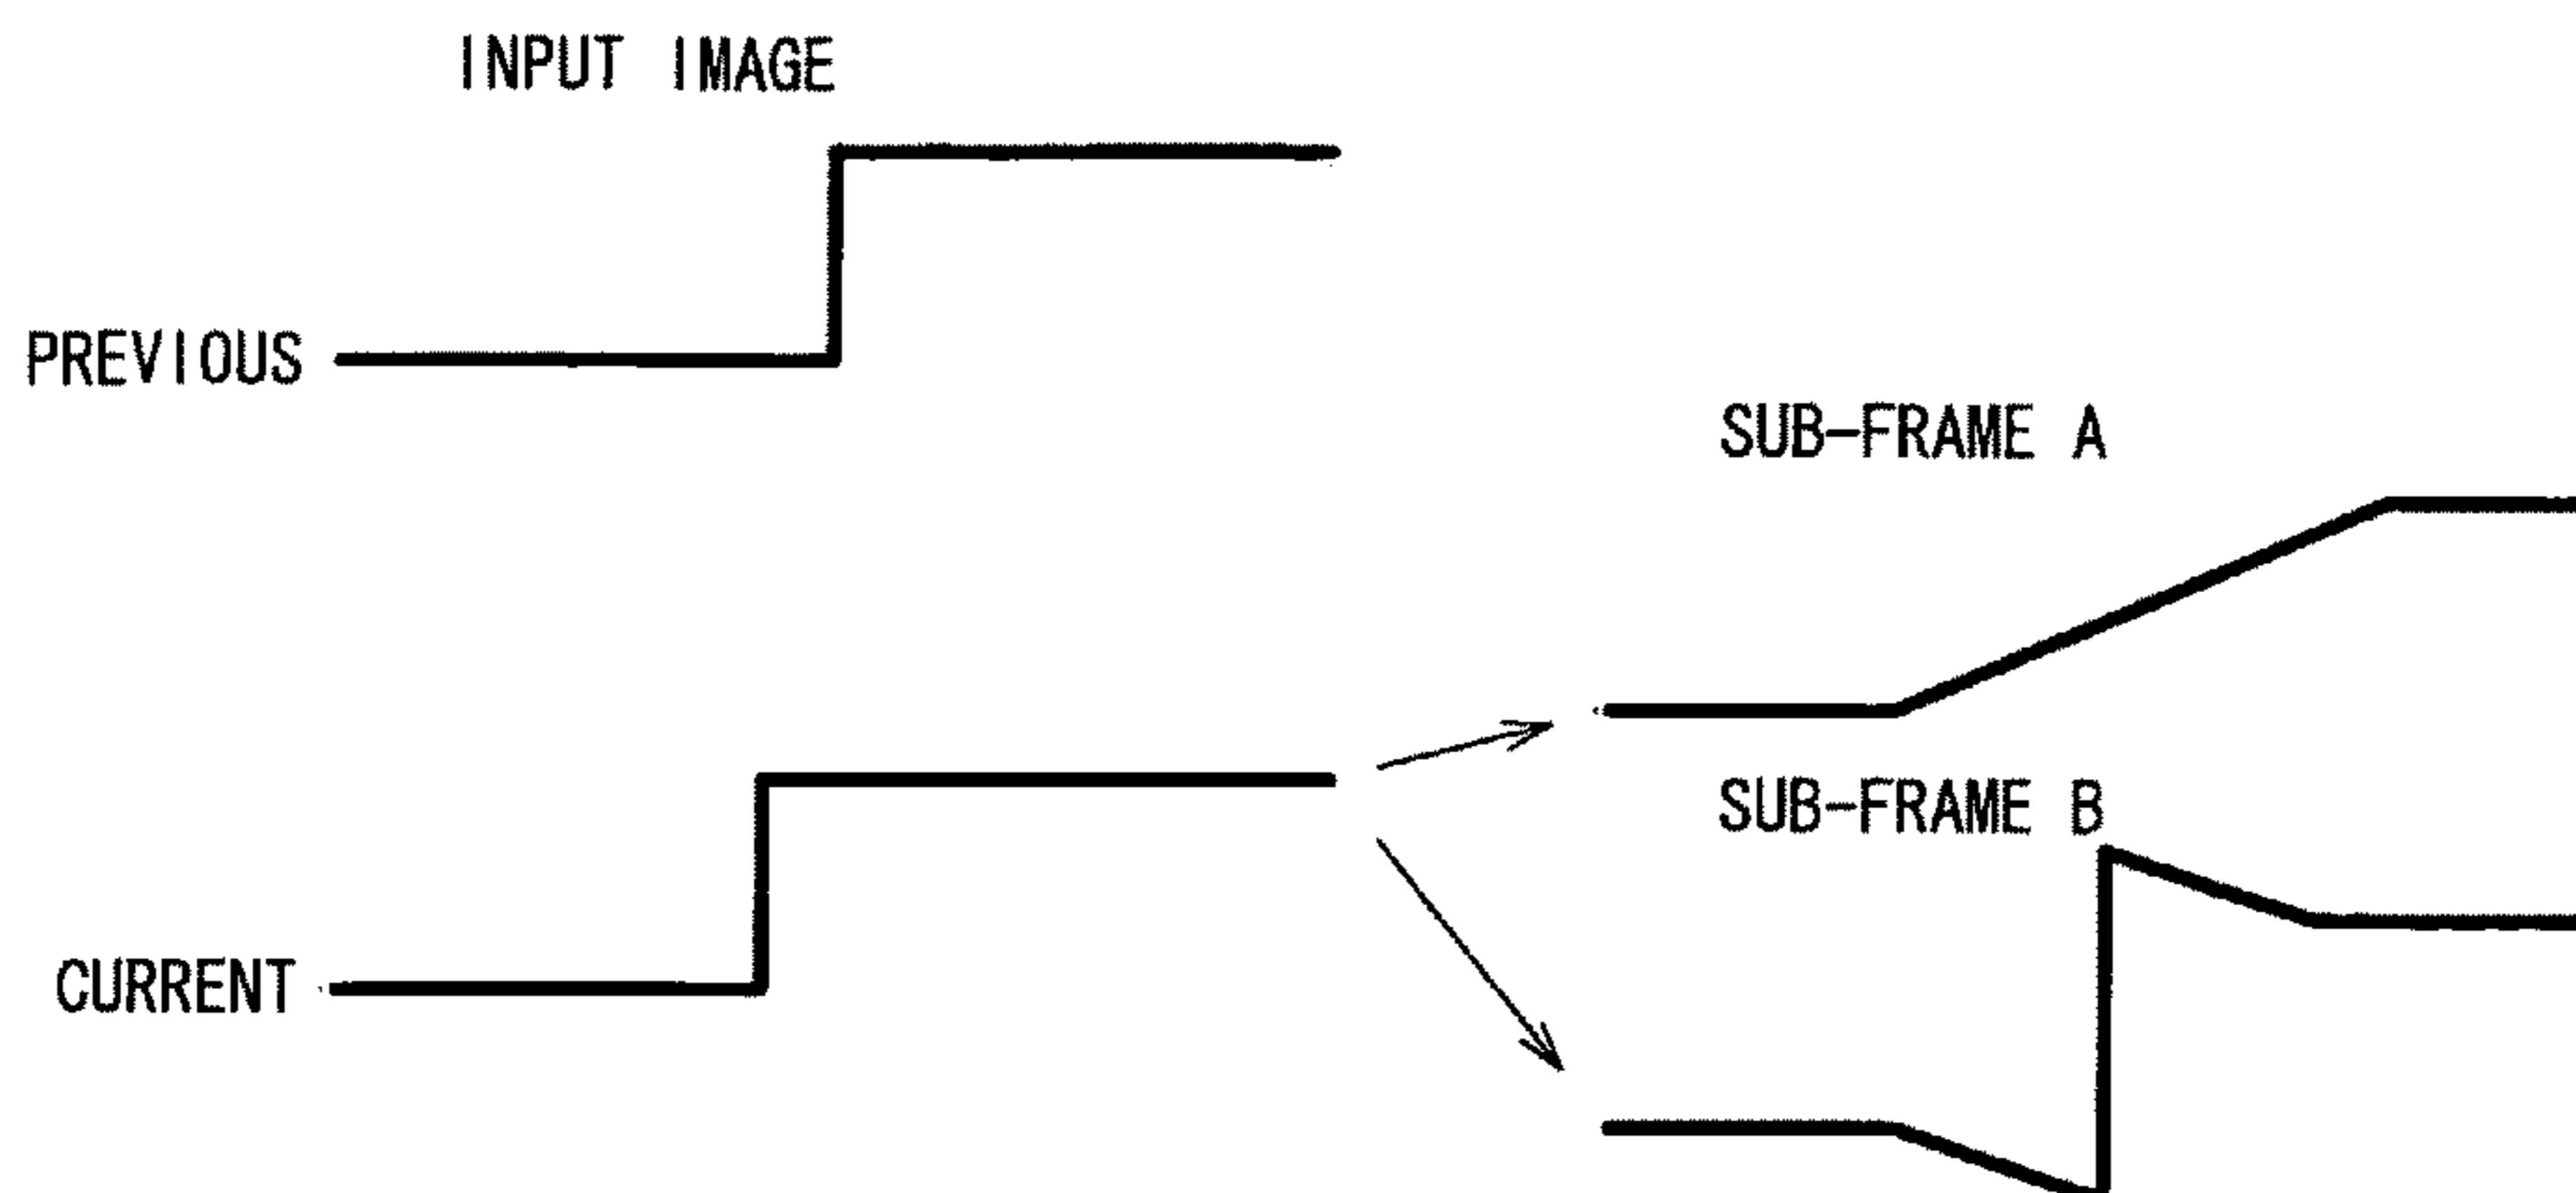 INPUT IMAGE
PREVIOUS
SUB-FRAME A
SUB-FRAME B
CURRENT